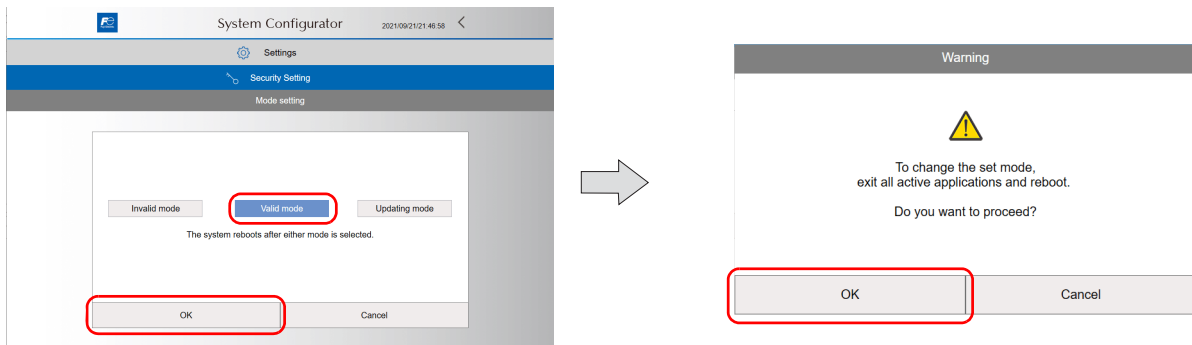 System Configurator
2021/09/21/21:46:58
Settings
Security Setting
Mode setting
Invalid mode
Valid mode
Updating mode
The system reboots after either mode is selected.
OK
Cancel
Warning
To change the set mode,
exit all active applications and reboot.
Do you want to proceed?
OK
Cancel